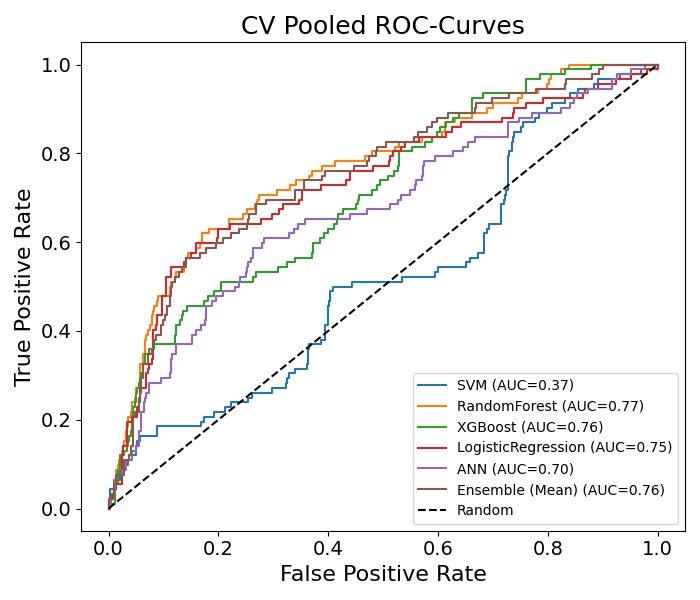 CV Pooled ROC-Curves
True Positive Rate
1.0
0.8
0.6
0.4
0.2
0.0
SVM (AUC=0.37)
RandomForest (AUC=0.77)
XGBoost (AUC=0.76)
LogisticRegression (AUC=0.75)
ANN (AUC=0.70)
Ensemble (Mean) (AUC=0.76)
Random
0.0 0.2 0.4 0.6 0.8 1.0
False Positive Rate